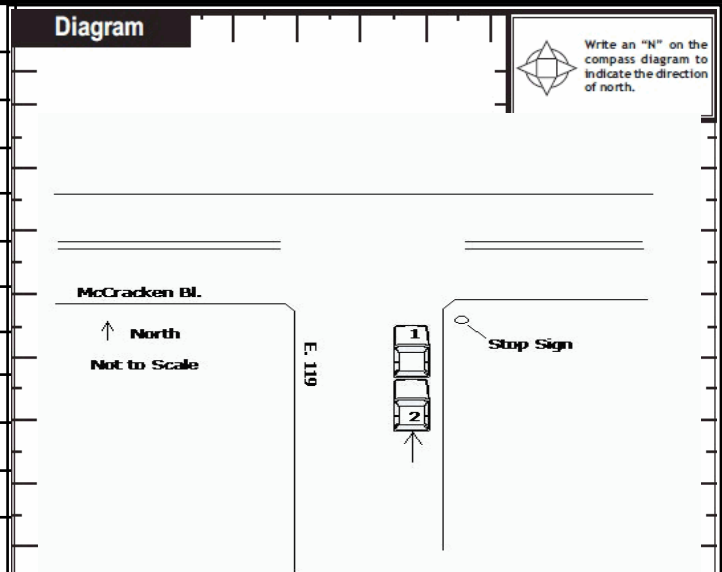 Diagram
Write an “N” on the
compass diagram to
indicate the direction
of north.
McCracken Bl.
North
Not to Scale
E. 119
1
2
Stop Sign